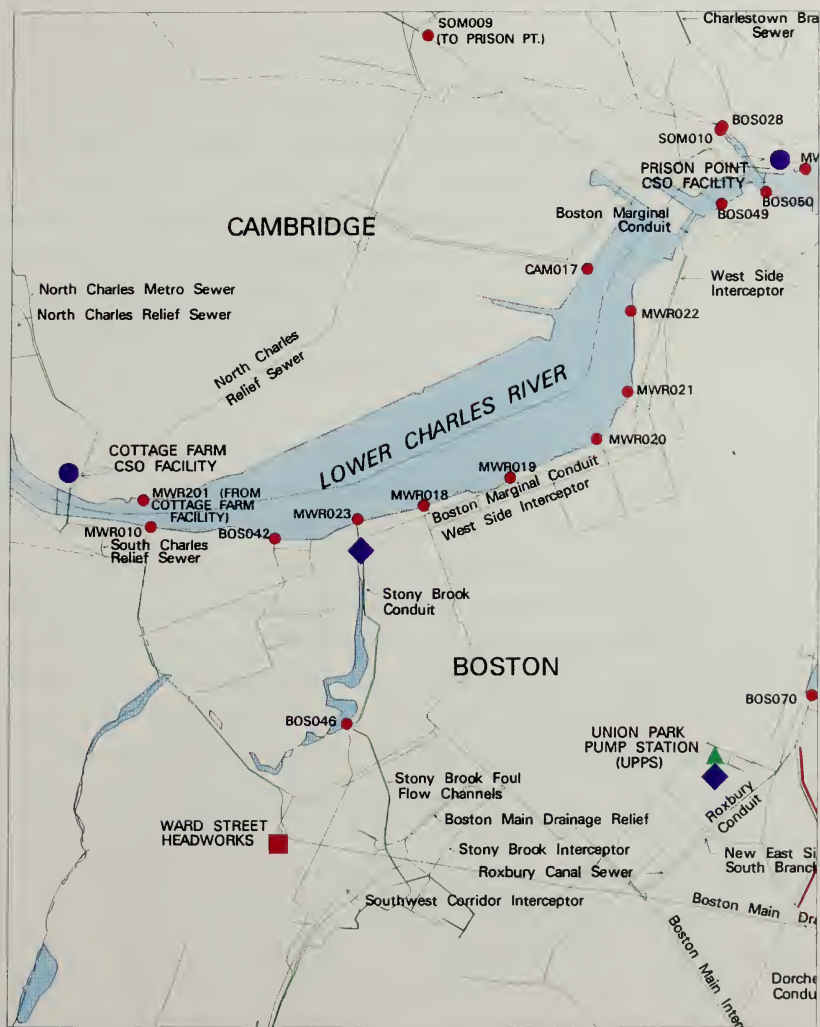 SOM009
(TO PRISON PT.)
Charlestown Bra
Sewer
BOS028
SOM010
PRISON POINT
CSO FACILITY
MW
BOS050
BOS049
Boston Marginal
Conduit
CAMBRIDGE
CAM017
West Side
Interceptor
North Charles Metro Sewer
North Charles Relief Sewer
MWR022
North Charles
Relief Sewer
LOWER CHARLES RIVER
MWR021
MWR020
COTTAGE FARM
CSO FACILITY
MWR019
Boston Marginal Conduit
West Side Interceptor
MWR201 (FROM
COTTAGE FARM
FACILITY)
MWR018
MWR023
MWR010
South Charles
Relief Sewer
BOS042
Stony Brook
Conduit
BOSTON
BOS070
BOS046
UNION PARK
PUMP STATION
(UPPS)
Stony Brook Foul
Flow Channels
Roxbury
Conduit
WARD STREET
HEADWORKS
Boston Main Drainage Relief
Stony Brook Interceptor
Roxbury Canal Sewer
New East Si
South Branch
Southwest Corridor Interceptor
Boston Main Dra
Boston Main Inte
Dorche
Condu